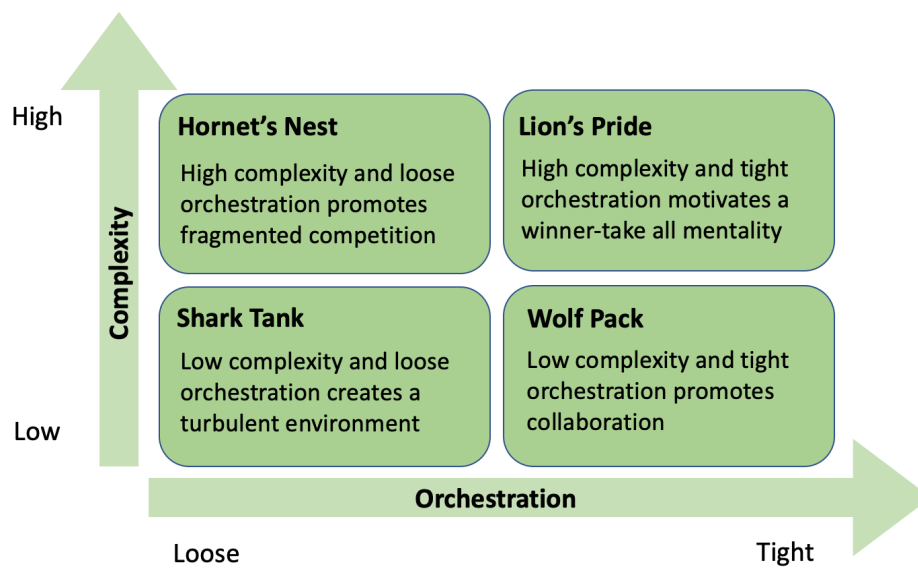 High
Hornet's Nest
High complexity and loose
orchestration promotes
fragmented competition
Lion's Pride
High complexity and tight
orchestration motivates a
winner-take all mentality
Complexity
Shark Tank
Low complexity and loose
orchestration creates a
turbulent environment
Wolf Pack
Low complexity and tight
orchestration promotes
collaboration
Low
Orchestration
Loose
Tight